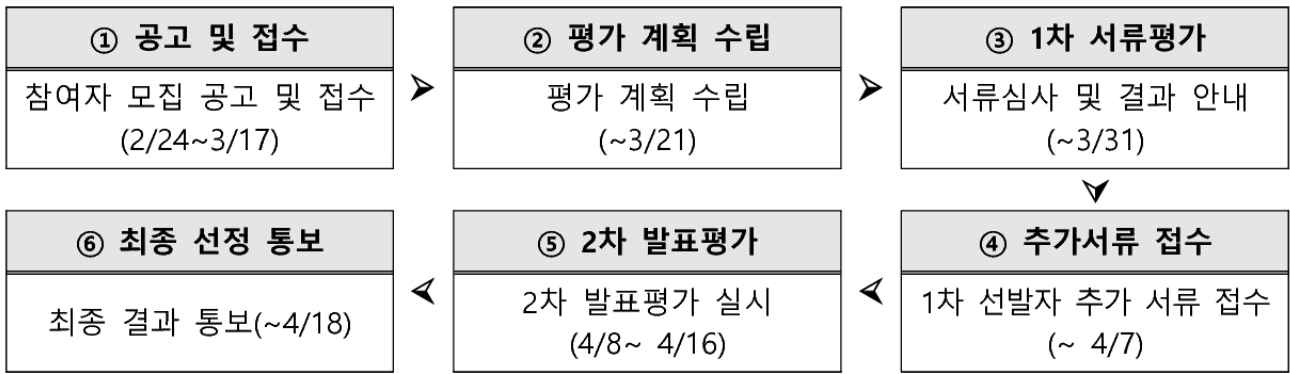 ① 공고 및 접수
참여자 모집 공고 및 접수
(2/24~3/17)
② 평가 계획 수립
평가 계획 수립
(~3/21)
③ 1차 서류평가
서류심사 및 결과 안내
(~3/31)
④ 추가서류 접수
1차 선발자 추가 서류 접수
(~ 4/7)
⑤ 2차 발표평가
2차 발표평가 실시
(4/8~ 4/16)
⑥ 최종 선정 통보
최종 결과 통보(~4/18)